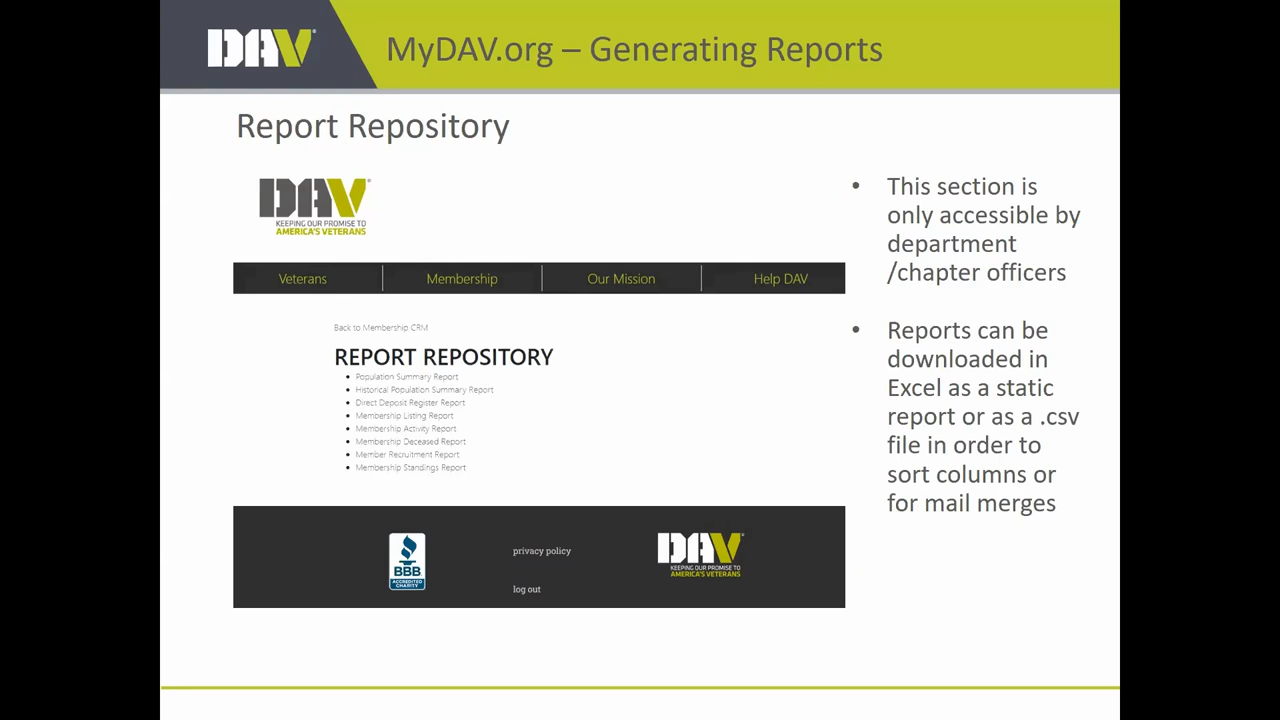 DAV
MyDAV.org – Generating Reports
Report Repository
DAV
KEEPING OUR PROMISE TO
AMERICA'S VETERANS
Veterans
Membership
Our Mission
Help DAV
Back to Membership CRM
REPORT REPOSITORY
• Population Summary Report
• Historical Population Summary Report
• Direct Deposit Register Report
• Membership Listing Report
• Membership Activity Report
• Membership Deceased Report
• Member Recruitment Report
• Membership Standings Report
BBB
ACCREDITED
CHARITY
privacy policy
log out
DAV
KEEPING OUR PROMISE TO
AMERICA'S VETERANS
• This section is
only accessible by
department
/chapter officers
• Reports can be
downloaded in
Excel as a static
report or as a .csv
file in order to
sort columns or
for mail merges